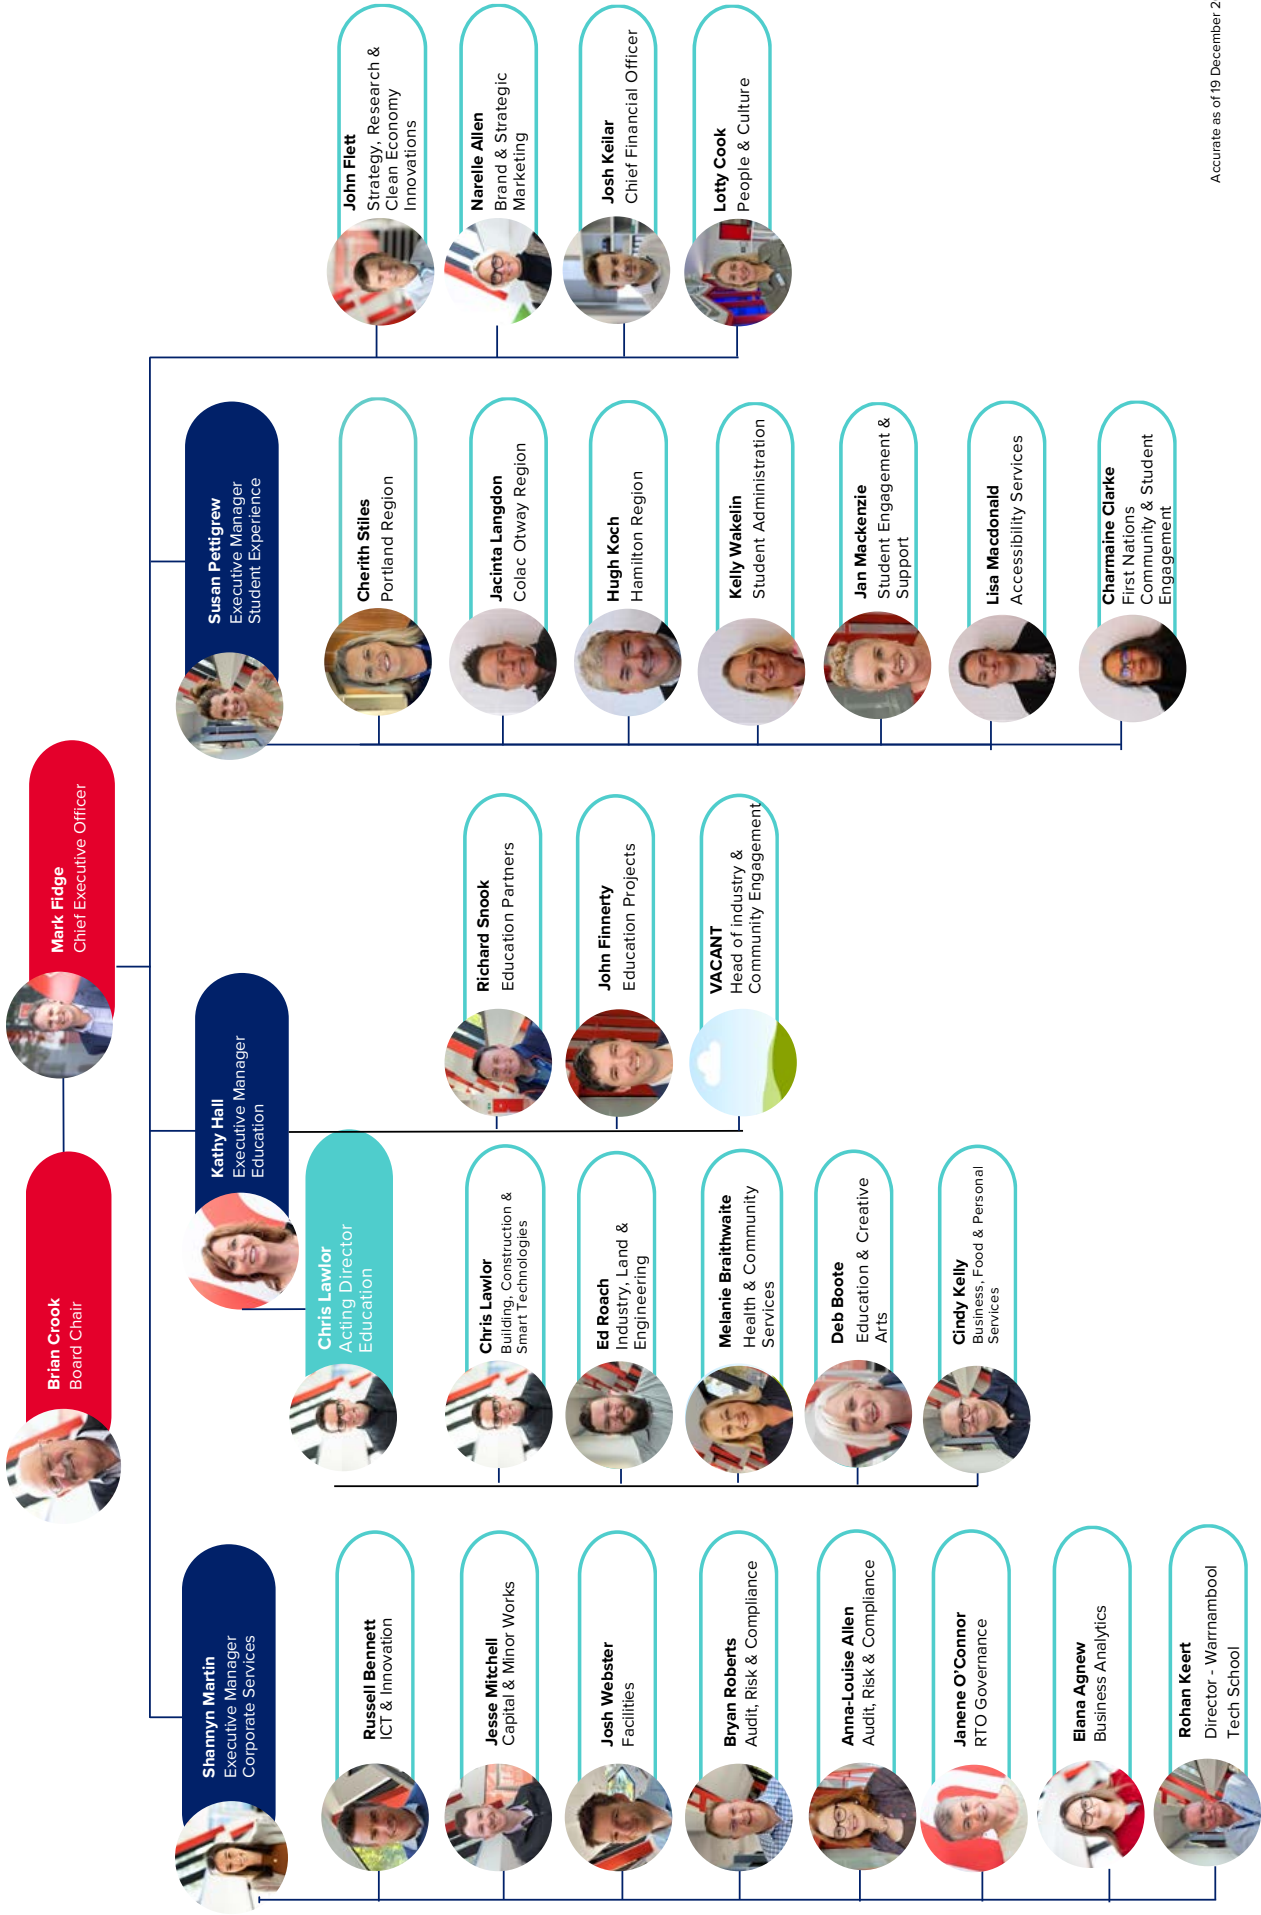 Brian Crook
Board Chair
Mark Fidge
Chief Executive Officer
Shannyn Martin
Executive Manager
Corporate Services
Russell Bennett
ICT & Innovation
Jesse Mitchell
Capital & Minor Works
Josh Webster
Facilities
Bryan Roberts
Audit, Risk & Compliance
Anna-Louise Allen
Audit, Risk & Compliance
Janene O'Connor
RTO Governance
Elana Agnew
Business Analytics
Rohan Keert
Director - Warrnambool
Tech School
Kathy Hall
Executive Manager
Education
Chris Lawlor
Acting Director
Education
Chris Lawlor
Building, Construction &
Smart Technologies
Ed Roach
Industry, Land &
Engineering
Melanie Braithwaite
Health & Community
Services
Deb Boote
Education & Creative
Arts
Cindy Kelly
Business, Food & Personal
Services
Richard Snook
Education Partners
John Finnerty
Education Projects
VACANT
Head of industry &
Community Engagement
Susan Pettigrew
Executive Manager
Student Experience
Cherith Stiles
Portland Region
Jacinta Langdon
Colac Otway Region
Hugh Koch
Hamilton Region
Kelly Wakelin
Student Administration
Jan Mackenzie
Student Engagement &
Support
Lisa Macdonald
Accessibility Services
Charmaine Clarke
First Nations
Community & Student
Engagement
John Flett
Strategy, Research &
Clean Economy
Innovations
Narelle Allen
Brand & Strategic
Marketing
Josh Keilar
Chief Financial Officer
Lotty Cook
People & Culture
Accurate as of 19 December